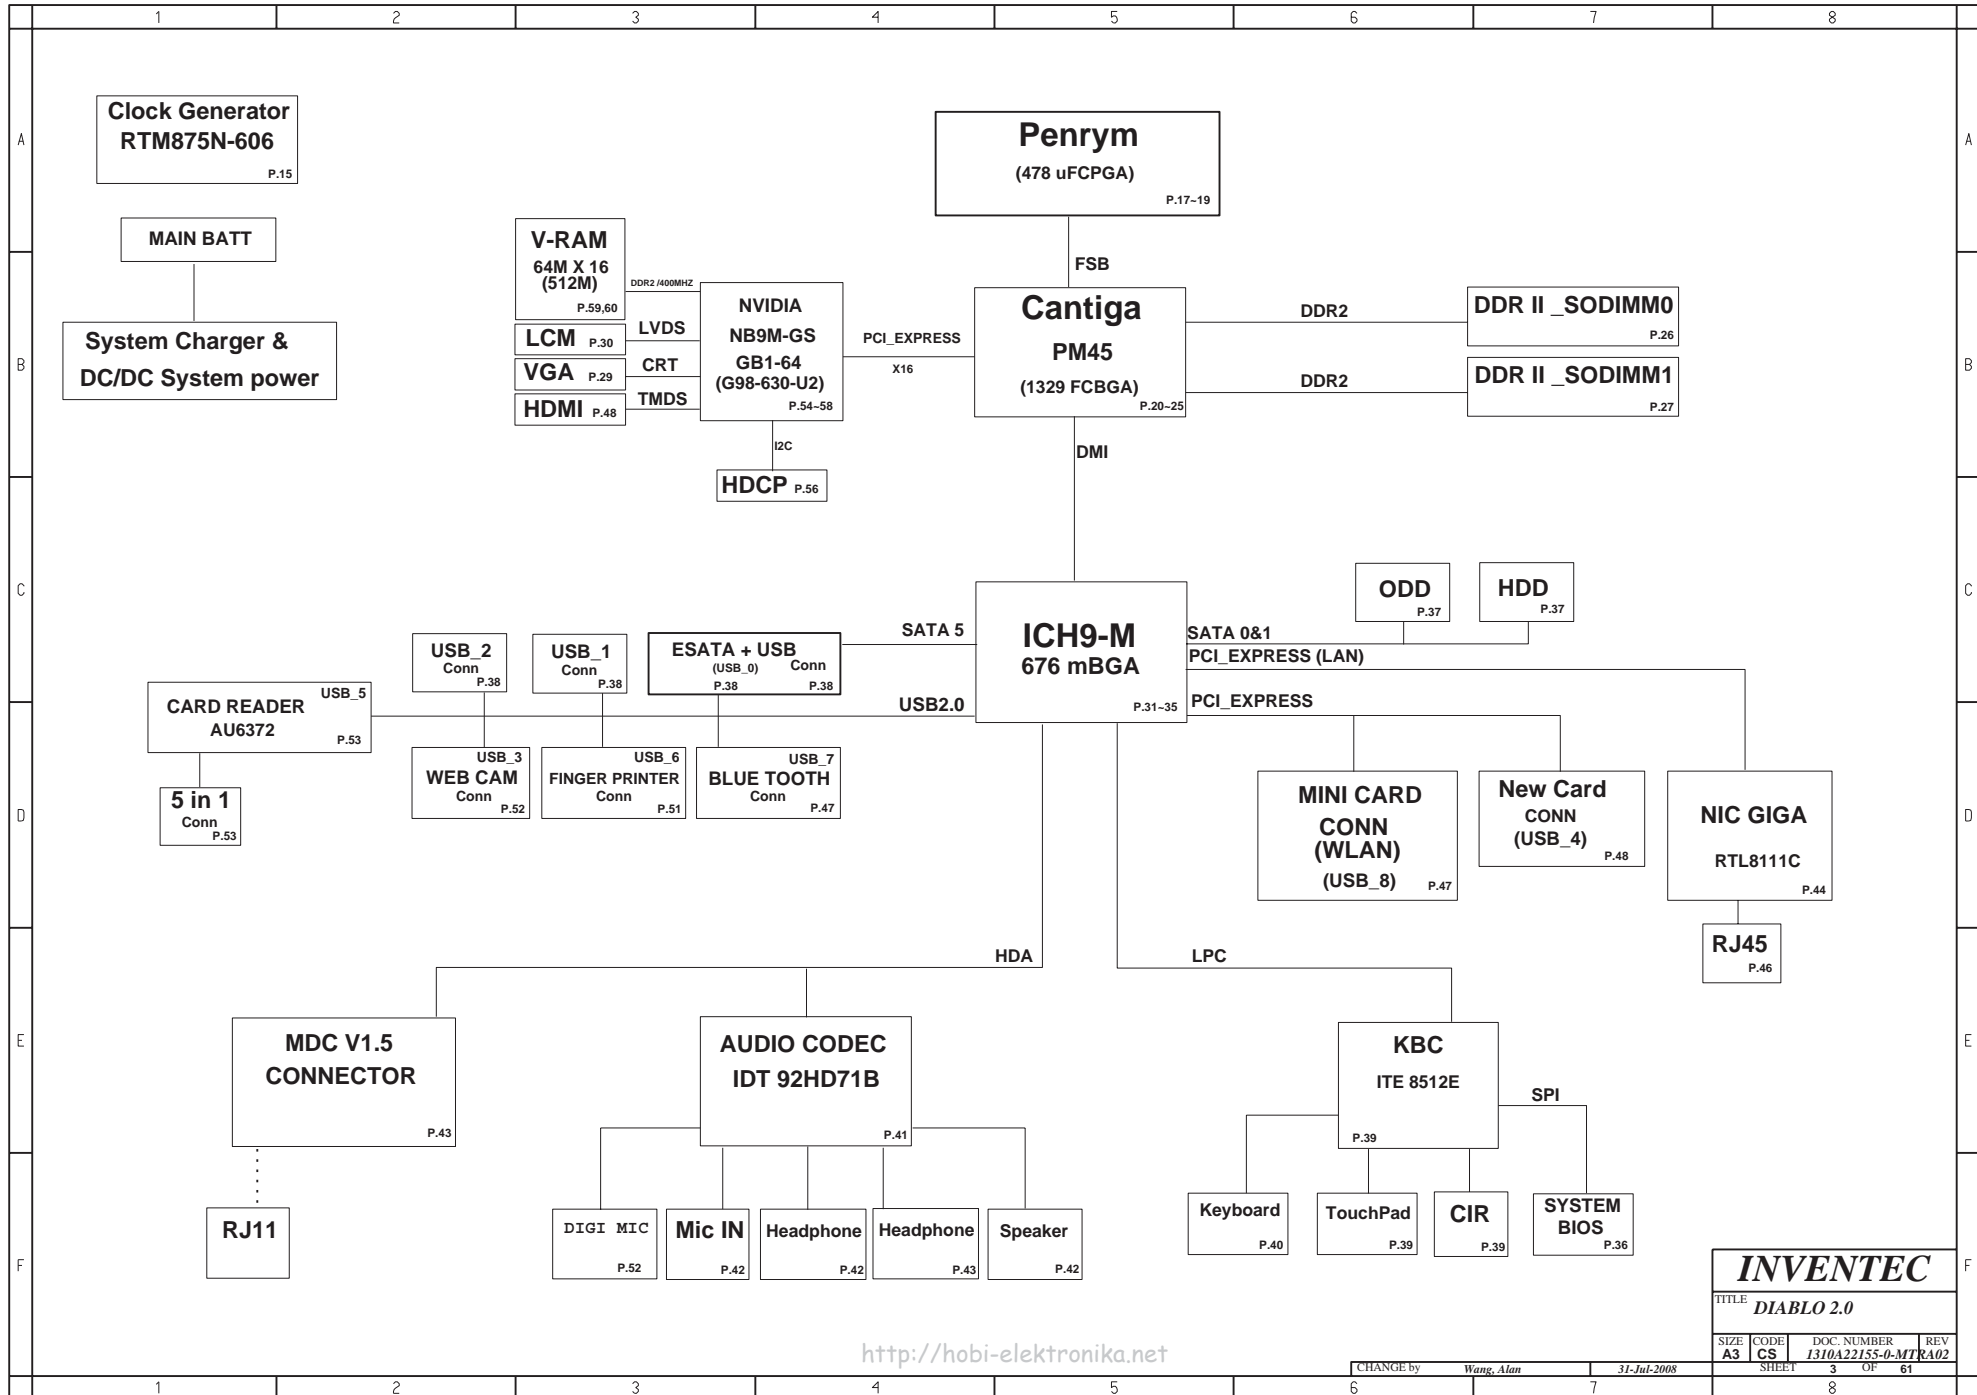 1 2 3 4 5 6 7 8
A A
B B
C C
D D
E E
F F
Clock Generator
RTM875N-606
P.15
MAIN BATT
System Charger &
DC/DC System power
Penrym
(478 uFCPGA)
P.17~19
FSB
V-RAM
64M X 16
(512M)
P.59,60
DDR2 /400MHZ
LCM P.30
LVDS
VGA P.29
CRT
HDMI P.48
TMDS
NVIDIA
NB9M-GS
GB1-64
(G98-630-U2)
P.54~58
I2C
HDCP P.56
PCI_EXPRESS
X16
Cantiga
PM45
(1329 FCBGA)
P.20~25
DDR2
DDR II _SODIMM0
P.26
DDR2
DDR II _SODIMM1
P.27
DMI
ICH9-M
676 mBGA
P.31~35
SATA 5
USB2.0
SATA 0&1
PCI_EXPRESS (LAN)
PCI_EXPRESS
ODD
P.37
HDD
P.37
USB_2
Conn
P.38
USB_1
Conn
P.38
ESATA + USB
(USB_0) Conn
P.38 P.38
USB_5
CARD READER
AU6372
P.53
5 in 1
Conn
P.53
USB_3
WEB CAM
Conn
P.52
USB_6
FINGER PRINTER
Conn
P.51
USB_7
BLUE TOOTH
Conn
P.47
MINI CARD
CONN
(WLAN)
(USB_8) P.47
New Card
CONN
(USB_4)
P.48
NIC GIGA
RTL8111C
P.44
RJ45
P.46
HDA
LPC
MDC V1.5
CONNECTOR
P.43
RJ11
AUDIO CODEC
IDT 92HD71B
P.41
DIGI MIC
P.52
Mic IN
P.42
Headphone
P.42
Headphone
P.43
Speaker
P.42
KBC
ITE 8512E
P.39
SPI
Keyboard
P.40
TouchPad
P.39
CIR
P.39
SYSTEM
BIOS
P.36
INVENTEC
TITLE DIABLO 2.0
SIZE CODE DOC. NUMBER REV
A3 CS 1310A22155-0-MTRA02
CHANGE by Wang, Alan 31-Jul-2008 SHEET 3 OF 61
http://hobi-elektronika.net
1 2 3 4 5 6 7 8